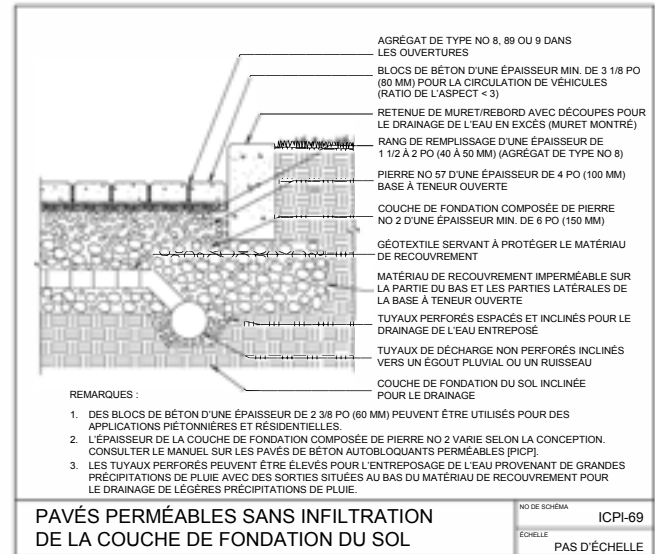 AGRÉGAT DE TYPE NO 8, 89 OU 9 DANS
LES OUVERTURES
BLOCS DE BÉTON D'UNE ÉPAISSEUR MIN. DE 3 1/8 PO
(80 MM) POUR LA CIRCULATION DE VÉHICULES
(RATIO DE L'ASPECT < 3)
RETENUE DE MURET/REBORD AVEC DÉCOUPES POUR
LE DRAINAGE DE L'EAU EN EXCÈS (MURET MONTRÉ)
RANG DE REMPLISSAGE D'UNE ÉPAISSEUR DE
1 1/2 À 2 PO (40 À 50 MM) (AGRÉGAT DE TYPE NO 8)
PIERRE NO 57 D'UNE ÉPAISSEUR DE 4 PO (100 MM)
BASE À TENEUR OUVERTE
COUCHE DE FONDATION COMPOSÉE DE PIERRE
NO 2 D'UNE ÉPAISSEUR MIN. DE 6 PO (150 MM)
GÉOTEXTILE SERVANT À PROTÉGER LE MATÉRIAU
DE RECOUVREMENT
MATÉRIAU DE RECOUVREMENT IMPERMÉABLE SUR
LA PARTIE DU BAS ET LES PARTIES LATÉRALES DE
LA BASE À TENEUR OUVERTE
TUYAUX PERFORÉS ESPACÉS ET INCLINÉS POUR LE
DRAINAGE DE L'EAU ENTREPOSÉ
TUYAUX DE DÉCHARGE NON PERFORÉS INCLINÉS
VERS UN ÉGOUT PLUVIAL OU UN RUISSEAU
COUCHE DE FONDATION DU SOL INCLINÉE
POUR LE DRAINAGE
REMARQUES :
1. DES BLOCS DE BÉTON D'UNE ÉPAISSEUR DE 2 3/8 PO (60 MM) PEUVENT ÊTRE UTILISÉS POUR DES
APPLICATIONS PIÉTONNIÈRES ET RÉSIDENTIELLES.
2. L'ÉPAISSEUR DE LA COUCHE DE FONDATION COMPOSÉE DE PIERRE NO 2 VARIE SELON LA CONCEPTION.
CONSULTER LE MANUEL SUR LES PAVÉS DE BÉTON AUTOBLOQUANTS PERMÉABLES [PICP].
3. LES TUYAUX PERFORÉS PEUVENT ÊTRE ÉLEVÉS POUR L'ENTREPOSAGE DE L'EAU PROVENANT DE GRANDES
PRÉCIPITATIONS DE PLUIE AVEC DES SORTIES SITUÉES AU BAS DU MATÉRIAU DE RECOUVREMENT POUR
LE DRAINAGE DE LÉGÈRES PRÉCIPITATIONS DE PLUIE.
PAVÉS PERMÉABLES SANS INFILTRATION
DE LA COUCHE DE FONDATION DU SOL
NO DE SCHÉMA
ICPI-69
ÉCHELLE
PAS D'ÉCHELLE